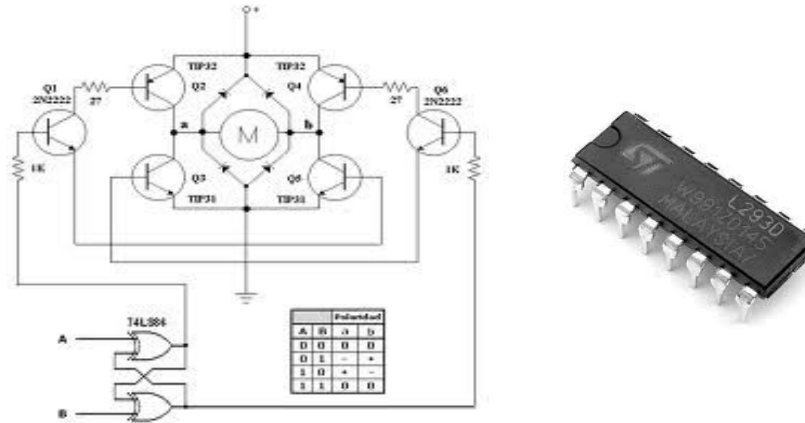 +
TIP32 TIP32
Q1 Q2 Q4 Q6
2N2222 27 27 2N2222
a M b
1K Q3 Q5 1K
TIP31 TIP31
74LS86
A
B
Polaridad
A B a b
0 0 0 0
0 1 - +
1 0 + -
1 1 0 0
ST
L293D
MALAYSIA